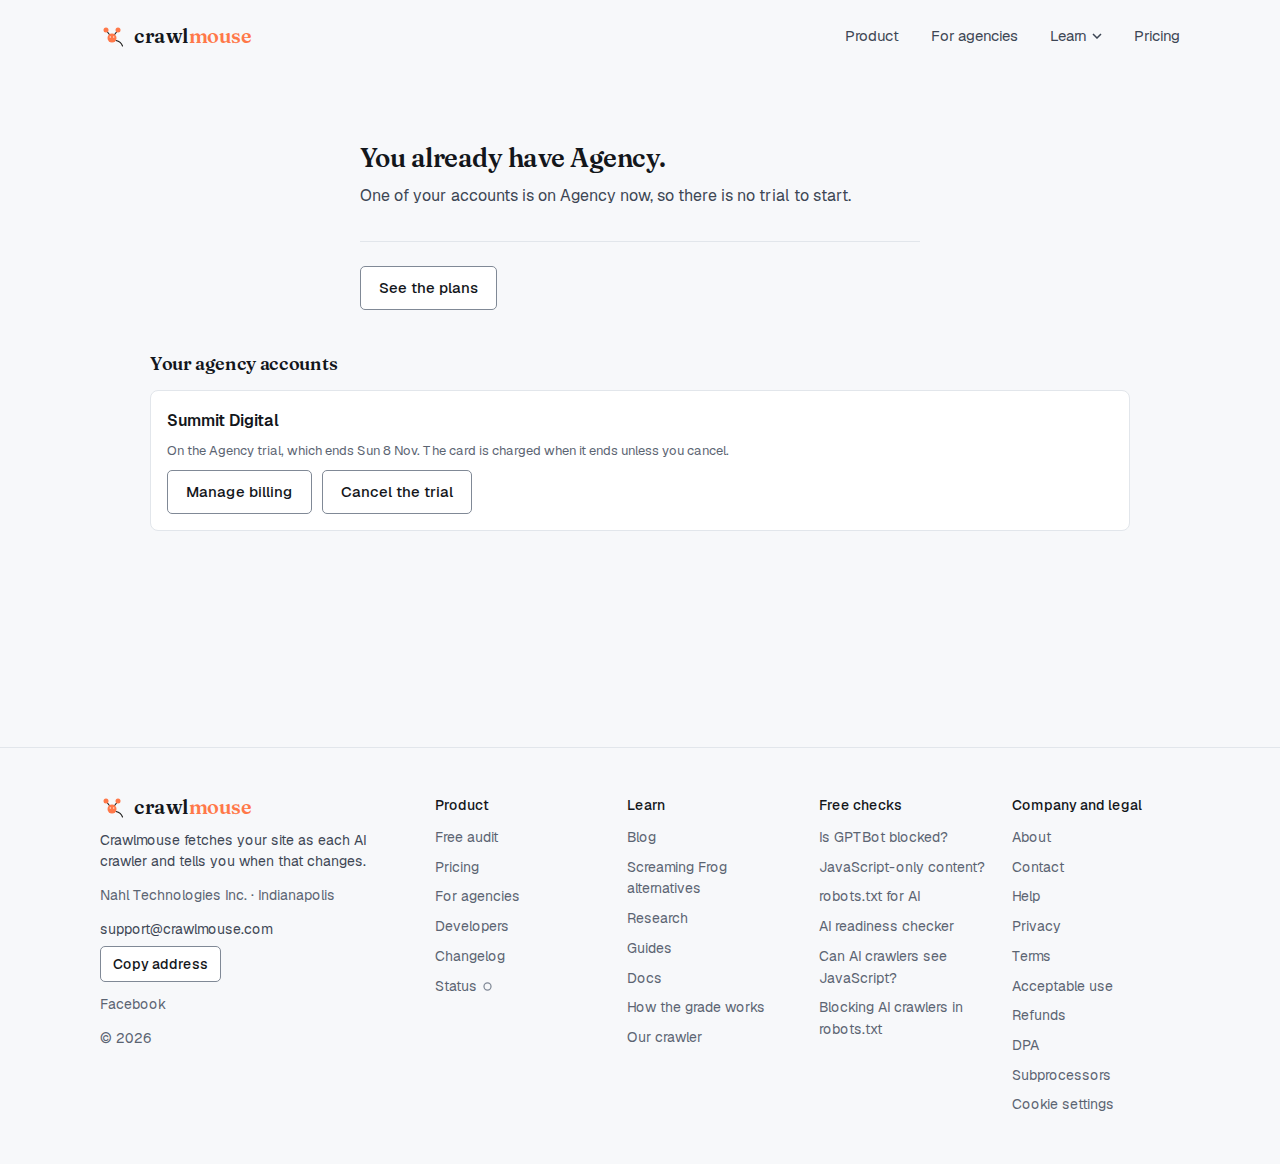 crawlmouse
Product
For agencies
Learn
Pricing
You already have Agency.
One of your accounts is on Agency now, so there is no trial to start.
See the plans
Your agency accounts
Summit Digital
On the Agency trial, which ends Sun 8 Nov. The card is charged when it ends unless you cancel.
Manage billing
Cancel the trial
crawlmouse
Crawlmouse fetches your site as each AI
crawler and tells you when that changes.
Nahl Technologies Inc. · Indianapolis
support@crawlmouse.com
Copy address
Facebook
© 2026
Product
Free audit
Pricing
For agencies
Developers
Changelog
Status
Learn
Blog
Screaming Frog
alternatives
Research
Guides
Docs
How the grade works
Our crawler
Free checks
Is GPTBot blocked?
JavaScript-only content?
robots.txt for AI
AI readiness checker
Can AI crawlers see
JavaScript?
Blocking AI crawlers in
robots.txt
Company and legal
About
Contact
Help
Privacy
Terms
Acceptable use
Refunds
DPA
Subprocessors
Cookie settings